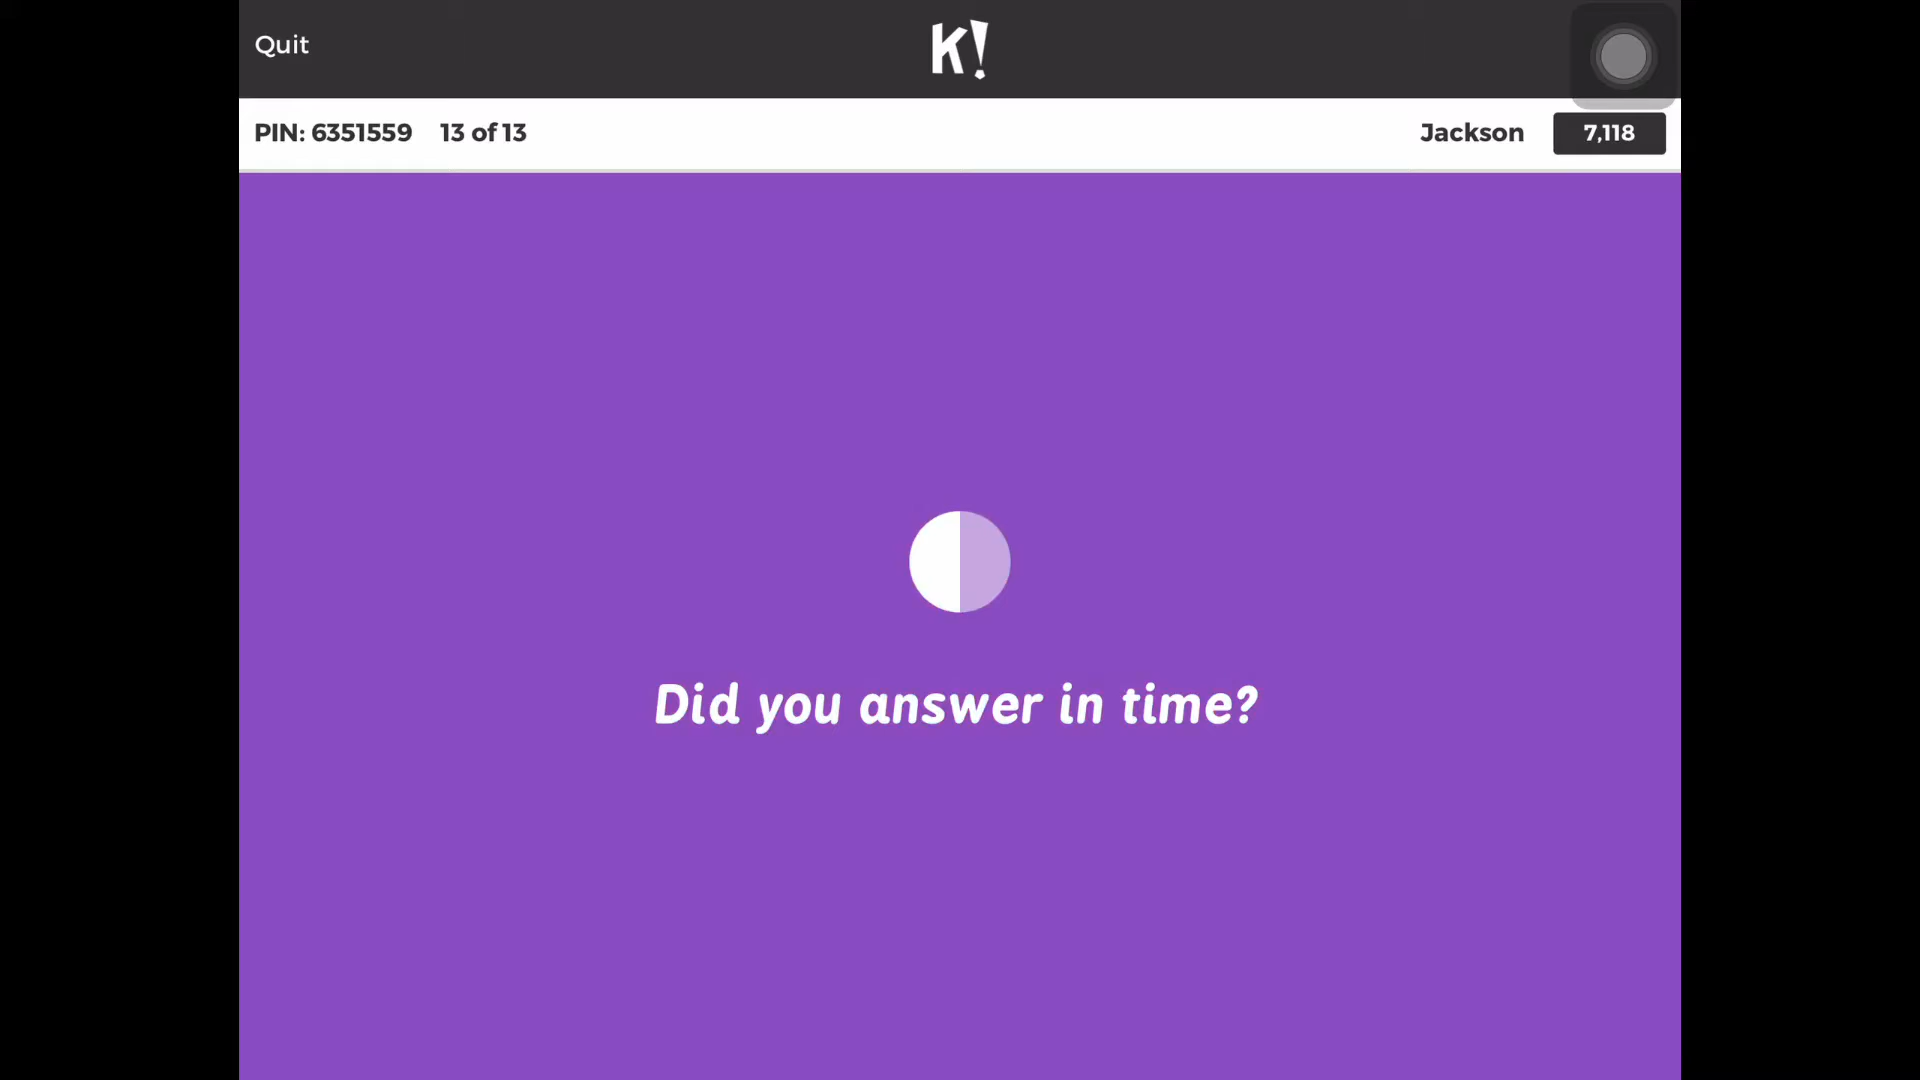 Quit
K!
PIN: 6351559 13 of 13
Jackson 7,118
Did you answer in time?